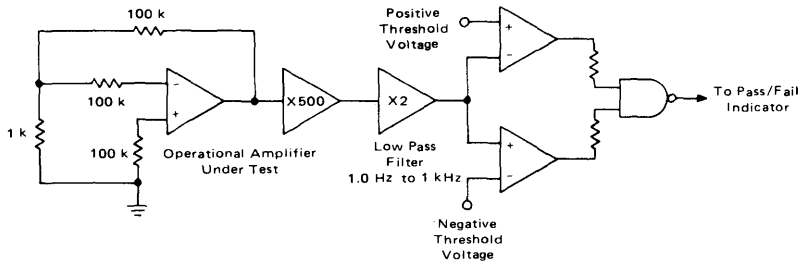 100 k
100 k
1 k
100 k
-
+
Operational Amplifier
Under Test
X500
X2
Low Pass
Filter
1.0 Hz to 1 kHz
Positive
Threshold
Voltage
+
-
+
-
Negative
Threshold
Voltage
To Pass/Fail
Indicator